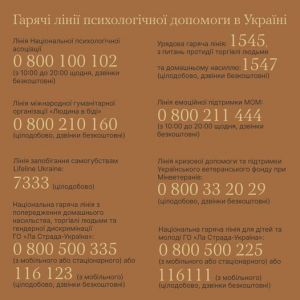 Гарячі лінії психологічної допомоги в Україні
Лінія Національної психологічної
асоціації
0 800 100 102
(з 10:00 до 20:00 щодня, дзвінки
безкоштовні)
Лінія міжнародної гуманітарної
організації «Людина в біді»
0 800 210 160
(цілодобово, дзвінки безкоштовні)
Лінія запобігання самогубствам
Lifeline Ukraine:
7333 (цілодобово)
Національна гаряча лінія з
попередження домашнього
насильства, торгівлі людьми та
гендерної дискримінації
ГО «Ла Страда-Україна»:
0 800 500 335
(з мобільного або стаціонарного) або
116 123 (з мобільного)
(цілодобово, дзвінки безкоштовні)
Урядова гаряча лінія: 1545
з питань протидії торгівлі людьми
та домашньому насиллю: 1547
(цілодобово, дзвінки безкоштовні)
Лінія емоційної підтримки МОМ:
0 800 211 444
(з 10:00 до 20:00 щодня, дзвінки
безкоштовні)
Лінія кризової допомоги та підтримки
Українського ветеранського фонду при
Мінветеранів:
0 800 33 20 29
(цілодобово, дзвінки безкоштовні)
Національна гаряча лінія для дітей та
молоді ГО «Ла Страда-Україна»:
0 800 500 225
(з мобільного або стаціонарного) або
116111 (з мобільного)
(цілодобово, дзвінки безкоштовні)